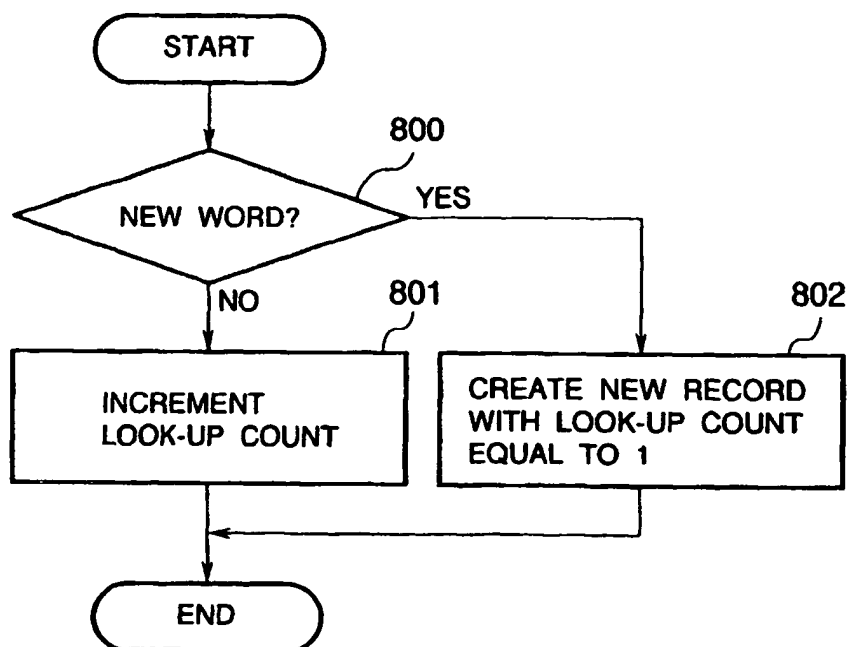 START
800
NEW WORD?
YES
NO
801
802
INCREMENT
LOOK-UP COUNT
CREATE NEW RECORD
WITH LOOK-UP COUNT
EQUAL TO 1
END